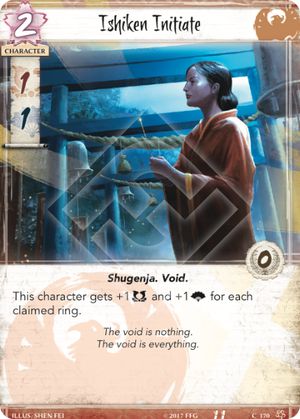 Ishiken Initiate
2
CHARACTER
1
1
0
Shugenja. Void.
This character gets +1 and +1 for each
claimed ring.
The void is nothing.
The void is everything.
ILLUS: SHEN FEI
©2017 FFG
11
C 170